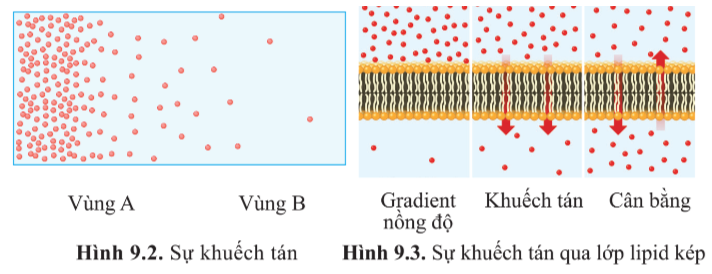 Vùng A
Vùng B
Hình 9.2. Sự khuếch tán
Gradient
nồng độ
Khuếch tán
Cân bằng
Hình 9.3. Sự khuếch tán qua lớp lipid kép